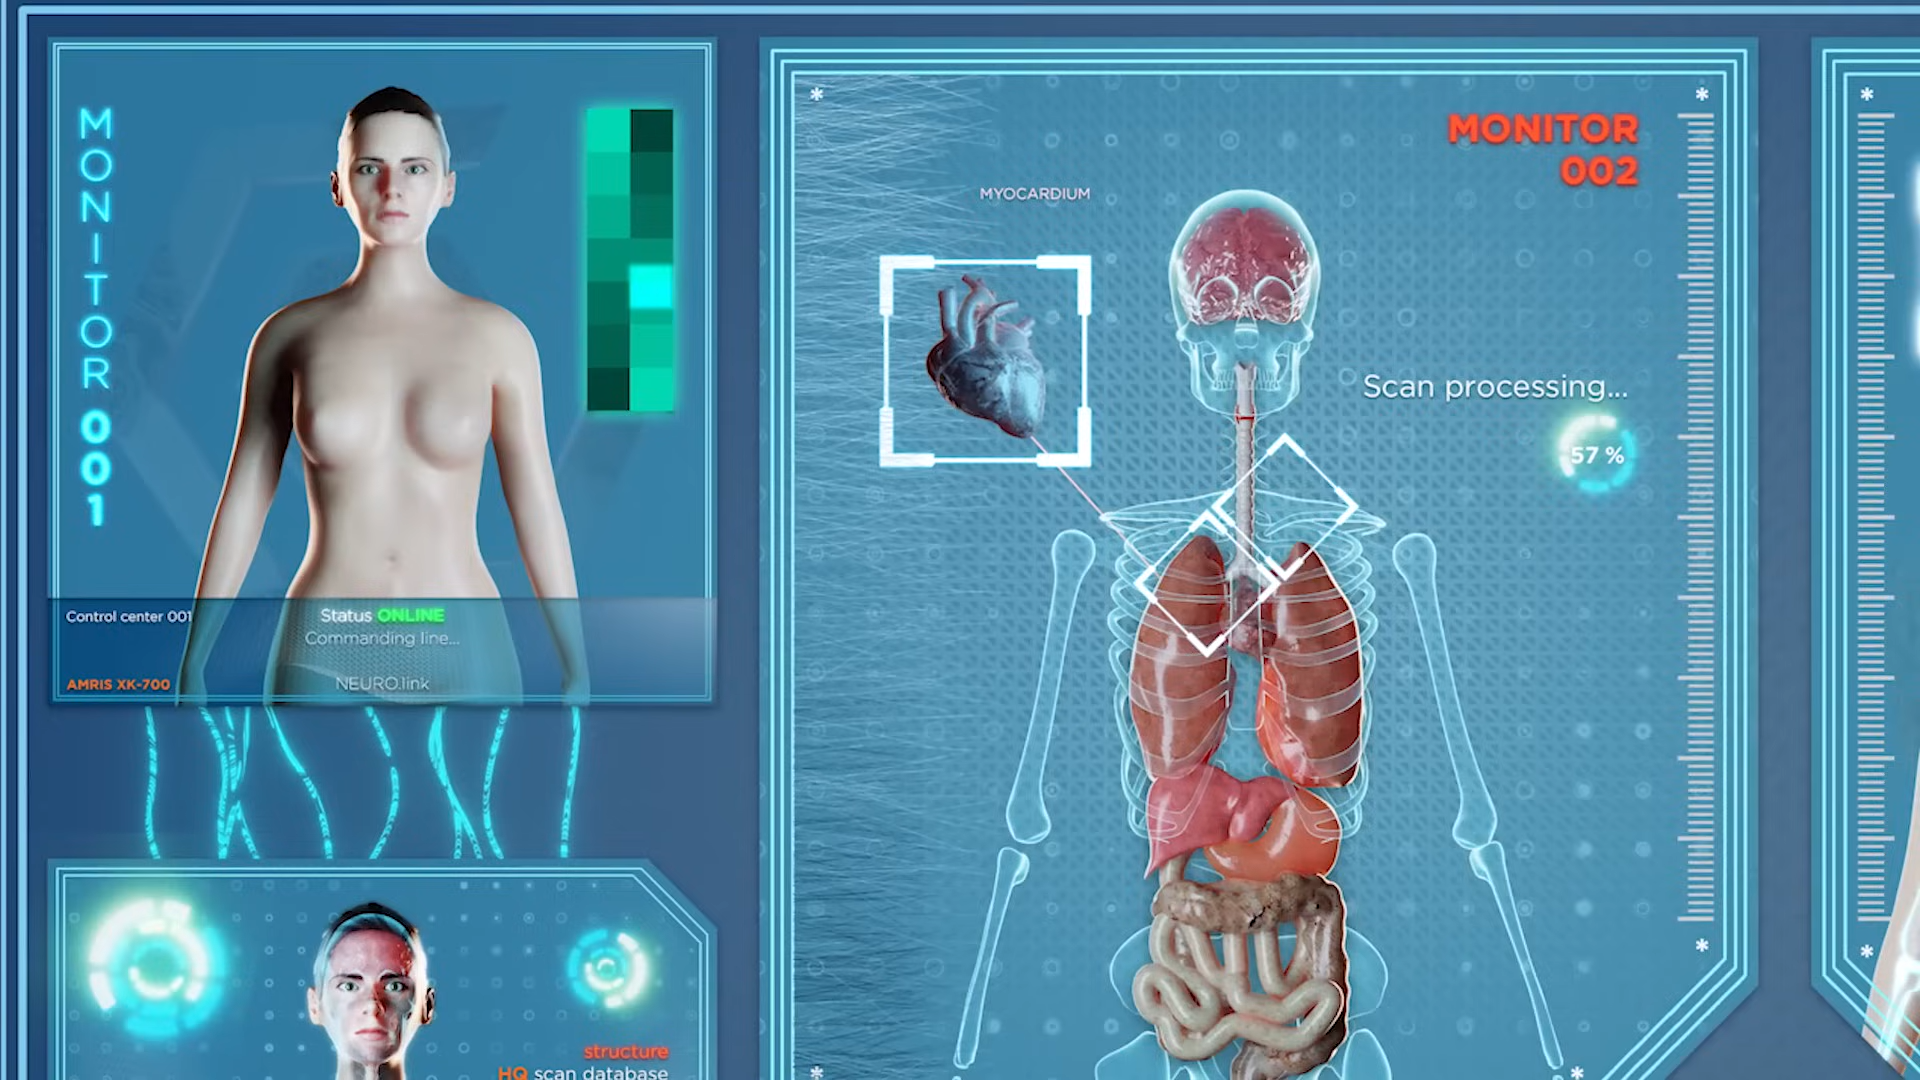 MONITOR 001
Control center 001
Status ONLINE
Commanding line...
AMRIS XK-700
NEURO.link
structure
HQ scan database
MYOCARDIUM
MONITOR
002
Scan processing...
57 %